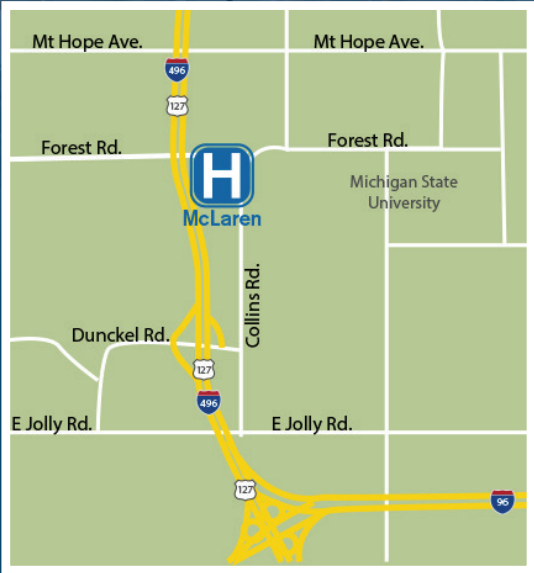 Mt Hope Ave.
Mt Hope Ave.
496
127
Forest Rd.
Forest Rd.
H
McLaren
Michigan State
University
Collins Rd.
Dunckel Rd.
127
496
E Jolly Rd.
E Jolly Rd.
127
96